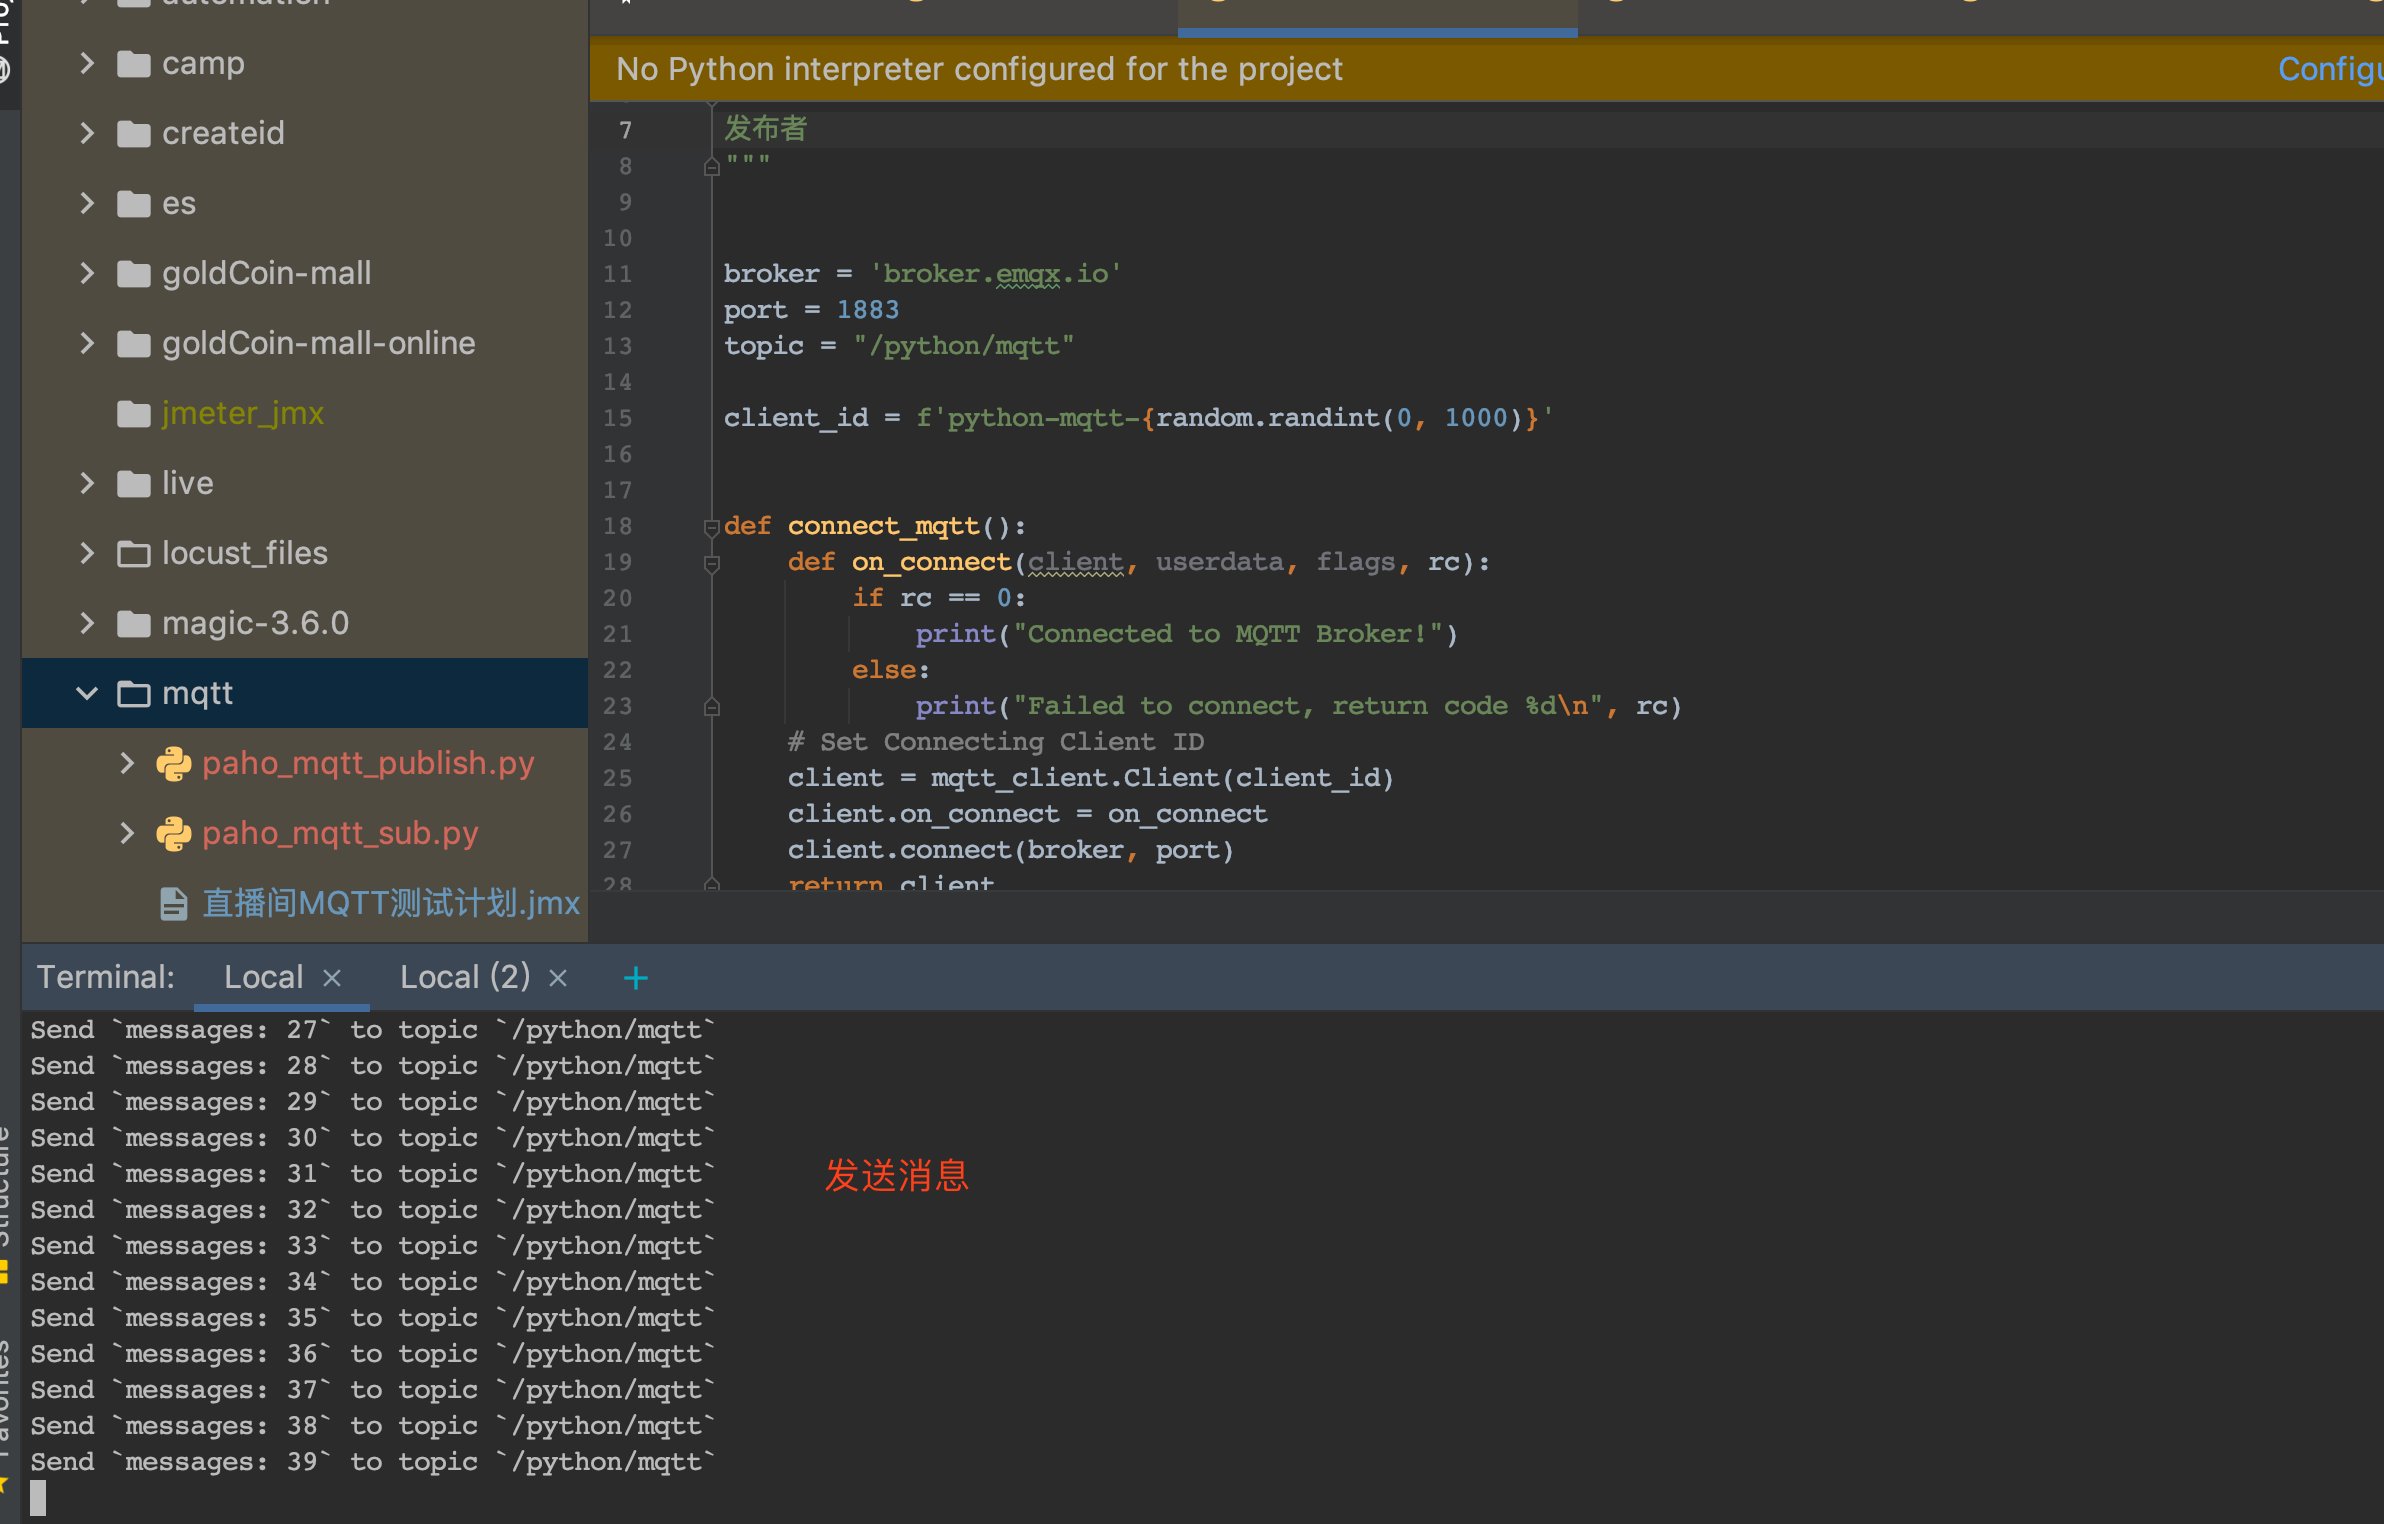 automation
camp
createid
es
goldCoin-mall
goldCoin-mall-online
jmeter_jmx
live
locust_files
magic-3.6.0
mqtt
paho_mqtt_publish.py
paho_mqtt_sub.py
直播间MQTT测试计划.jmx
No Python interpreter configured for the project
7 发布者
8 """
9
10
11 broker = 'broker.emqx.io'
12 port = 1883
13 topic = "/python/mqtt"
14
15 client_id = f'python-mqtt-{random.randint(0, 1000)}'
16
17
18 def connect_mqtt():
19 def on_connect(client, userdata, flags, rc):
20 if rc == 0:
21 print("Connected to MQTT Broker!")
22 else:
23 print("Failed to connect, return code %d\n", rc)
24 # Set Connecting Client ID
25 client = mqtt_client.Client(client_id)
26 client.on_connect = on_connect
27 client.connect(broker, port)
28 return client
Terminal: Local × Local (2) × +
Send `messages: 27` to topic `/python/mqtt`
Send `messages: 28` to topic `/python/mqtt`
Send `messages: 29` to topic `/python/mqtt`
Send `messages: 30` to topic `/python/mqtt`
Send `messages: 31` to topic `/python/mqtt`
发送消息
Send `messages: 32` to topic `/python/mqtt`
Send `messages: 33` to topic `/python/mqtt`
Send `messages: 34` to topic `/python/mqtt`
Send `messages: 35` to topic `/python/mqtt`
Send `messages: 36` to topic `/python/mqtt`
Send `messages: 37` to topic `/python/mqtt`
Send `messages: 38` to topic `/python/mqtt`
Send `messages: 39` to topic `/python/mqtt`
Structure
Favorites